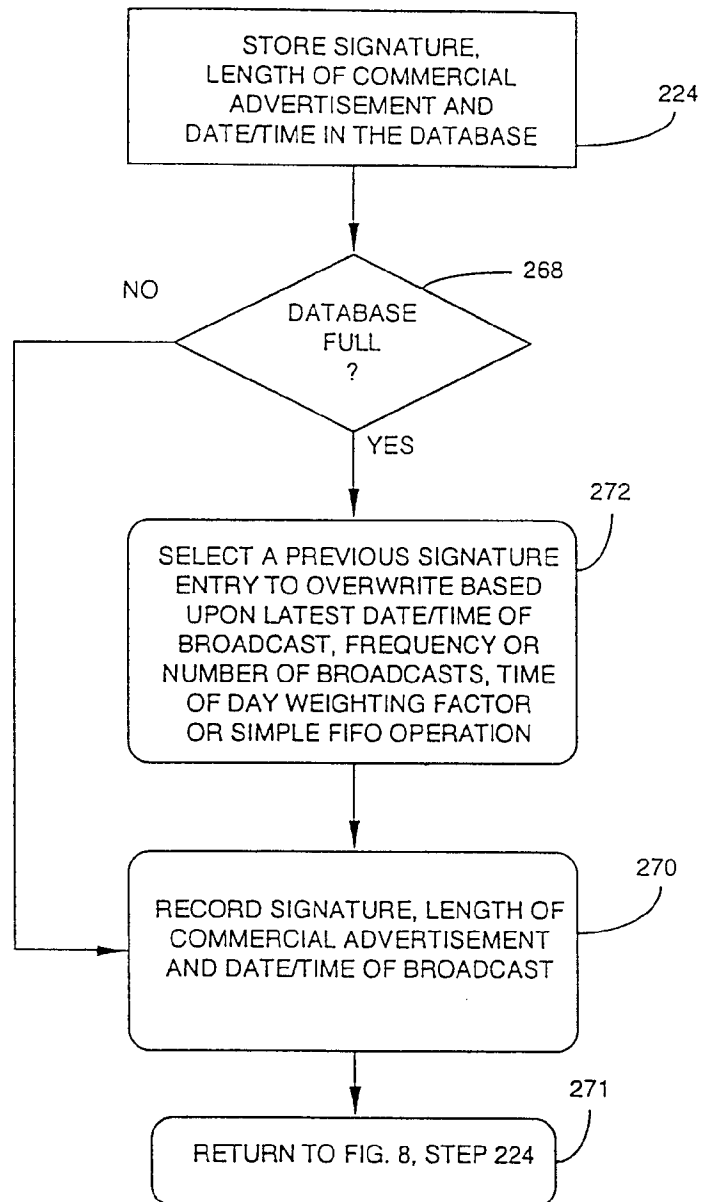 STORE SIGNATURE,
LENGTH OF COMMERCIAL
ADVERTISEMENT AND
DATE/TIME IN THE DATABASE
224
268
NO
DATABASE
FULL
?
YES
272
SELECT A PREVIOUS SIGNATURE
ENTRY TO OVERWRITE BASED
UPON LATEST DATE/TIME OF
BROADCAST, FREQUENCY OR
NUMBER OF BROADCASTS, TIME
OF DAY WEIGHTING FACTOR
OR SIMPLE FIFO OPERATION
270
RECORD SIGNATURE, LENGTH OF
COMMERCIAL ADVERTISEMENT
AND DATE/TIME OF BROADCAST
271
RETURN TO FIG. 8, STEP 224